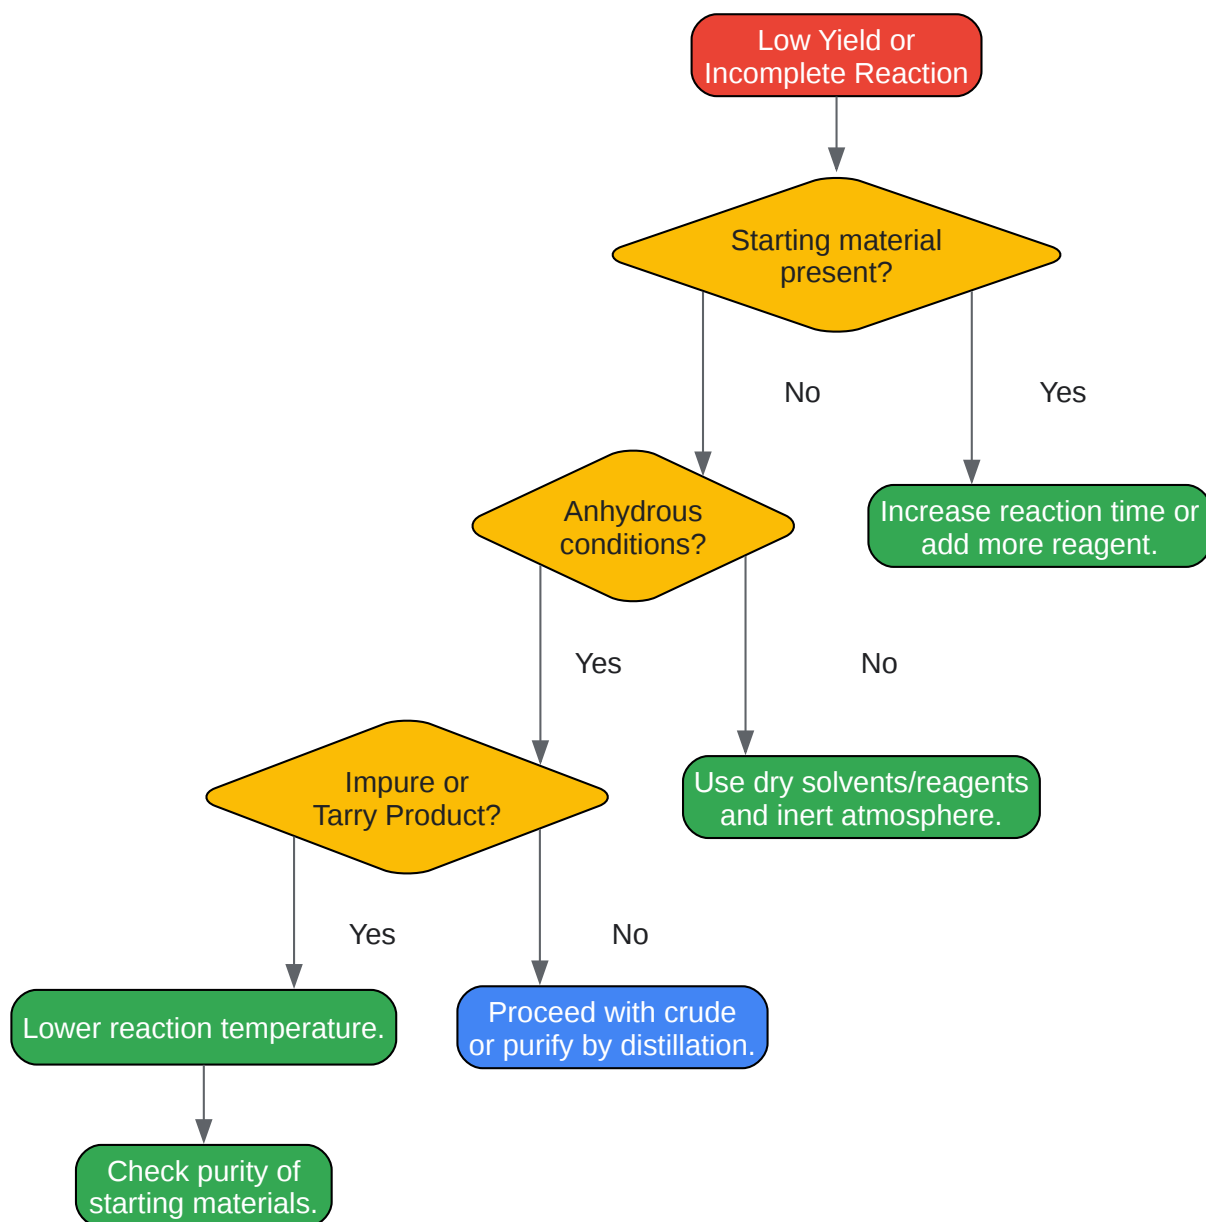 Low Yield or
Incomplete Reaction
Starting material
present?
No
Yes
Anhydrous
conditions?
Increase reaction time or
add more reagent.
Yes
No
Impure or
Tarry Product?
Use dry solvents/reagents
and inert atmosphere.
Yes
No
Lower reaction temperature.
Proceed with crude
or purify by distillation.
Check purity of
starting materials.